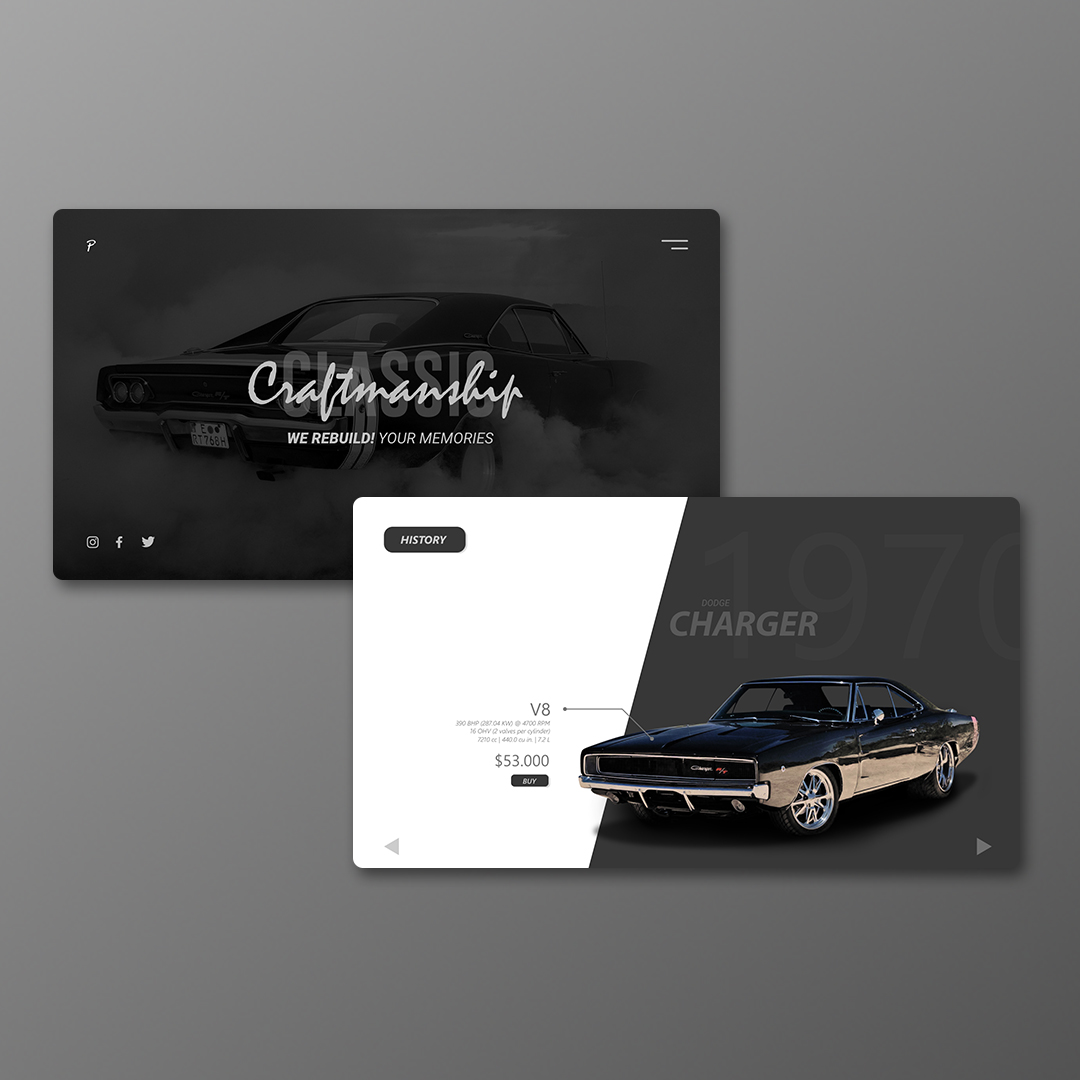 P
CLASSIC
Craftmanship
WE REBUILD! YOUR MEMORIES
HISTORY
1970
DODGE
CHARGER
V8
390 BHP (287.04 KW) @ 4700 RPM
16 OHV (2 valves per cylinder)
7210 cc | 440.0 cu in. | 7.2 L
$53.000
BUY
Charger R/T